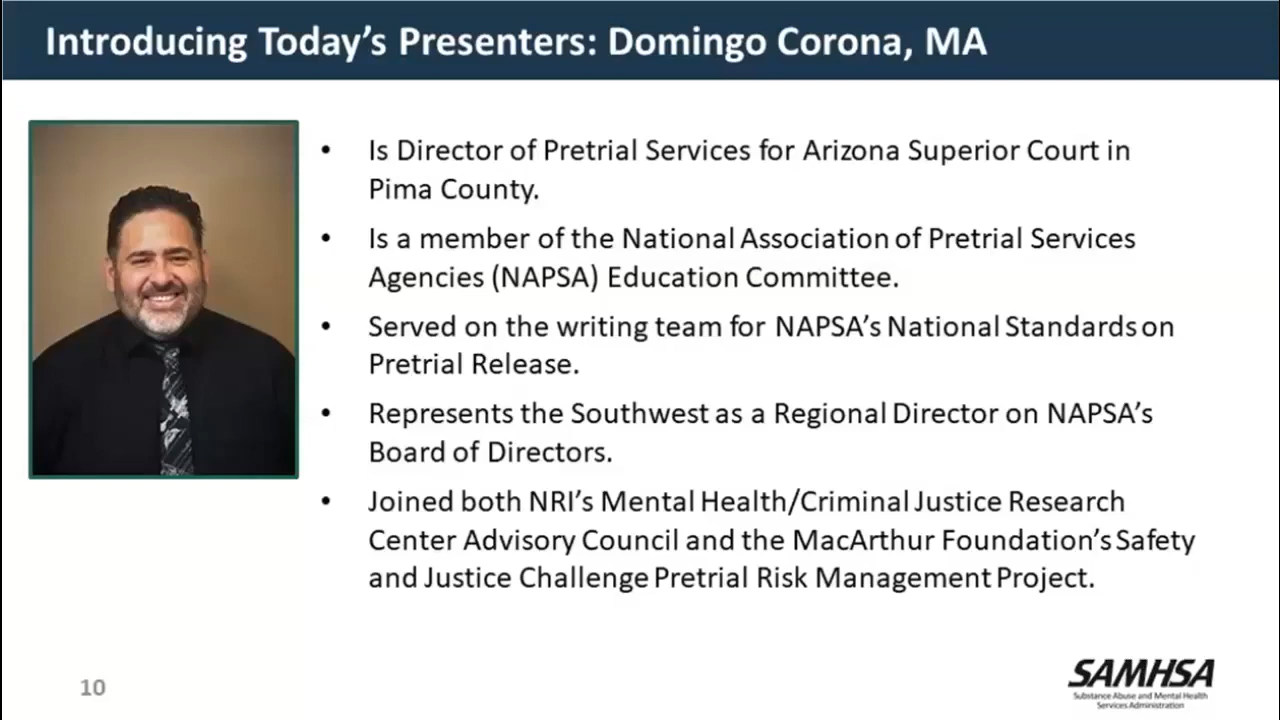 Introducing Today's Presenters: Domingo Corona, MA
• Is Director of Pretrial Services for Arizona Superior Court in
Pima County.
• Is a member of the National Association of Pretrial Services
Agencies (NAPSA) Education Committee.
• Served on the writing team for NAPSA's National Standards on
Pretrial Release.
• Represents the Southwest as a Regional Director on NAPSA's
Board of Directors.
• Joined both NRI's Mental Health/Criminal Justice Research
Center Advisory Council and the MacArthur Foundation's Safety
and Justice Challenge Pretrial Risk Management Project.
10
SAMHSA
Substance Abuse and Mental Health
Services Administration